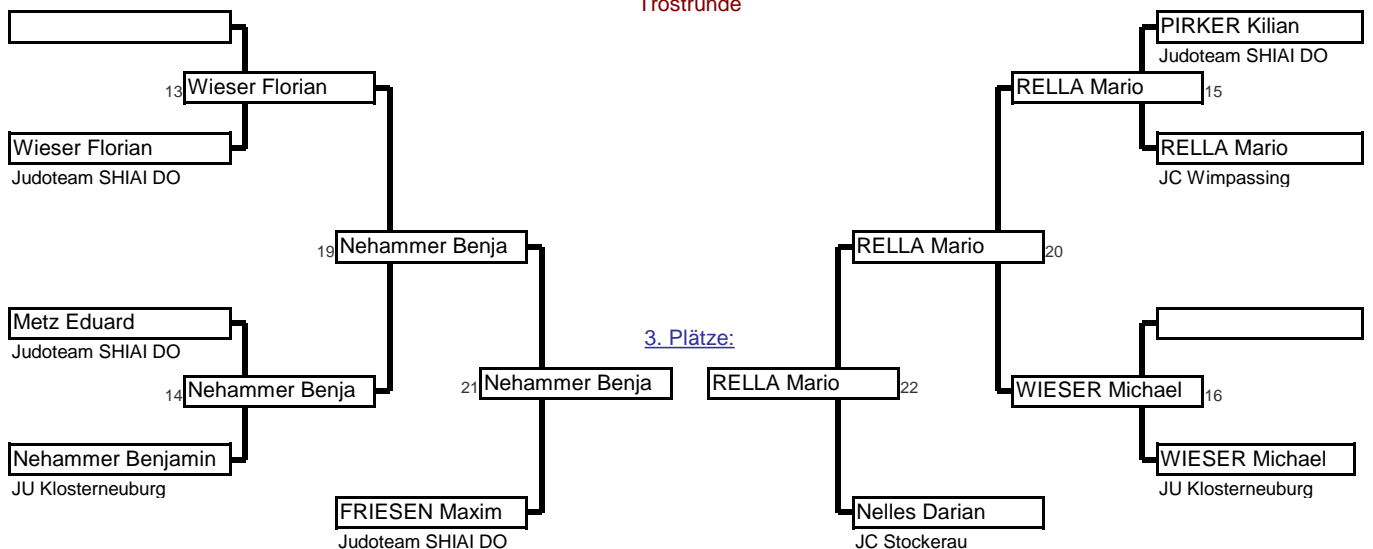 Trostrunde
PIRKER Kilian
Judoteam SHIAI DO
13 Wieser Florian
RELLA Mario 15
Wieser Florian
Judoteam SHIAI DO
RELLA Mario
JC Wimpassing
19 Nehammer Benja
RELLA Mario 20
Metz Eduard
Judoteam SHIAI DO
3. Plätze:
14 Nehammer Benja
21 Nehammer Benja
RELLA Mario 22
WIESER Michael 16
Nehammer Benjamin
JU Klosterneuburg
WIESER Michael
JU Klosterneuburg
FRIESEN Maxim
Judoteam SHIAI DO
Nelles Darian
JC Stockerau